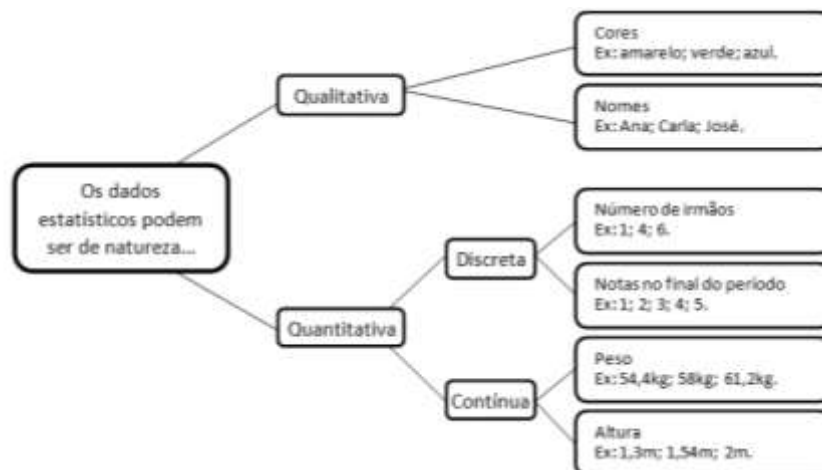 Os dados
estatísticos podem
ser de natureza...
Qualitativa
Cores
Ex: amarelo; verde; azul.
Nomes
Ex: Ana; Carla; José.
Quantitativa
Discreta
Número de irmãos
Ex: 1; 4; 6.
Notas no final do período
Ex: 1; 2; 3; 4; 5.
Contínua
Peso
Ex: 54,4kg; 58kg; 61,2kg.
Altura
Ex: 1,3m; 1,54m; 2m.